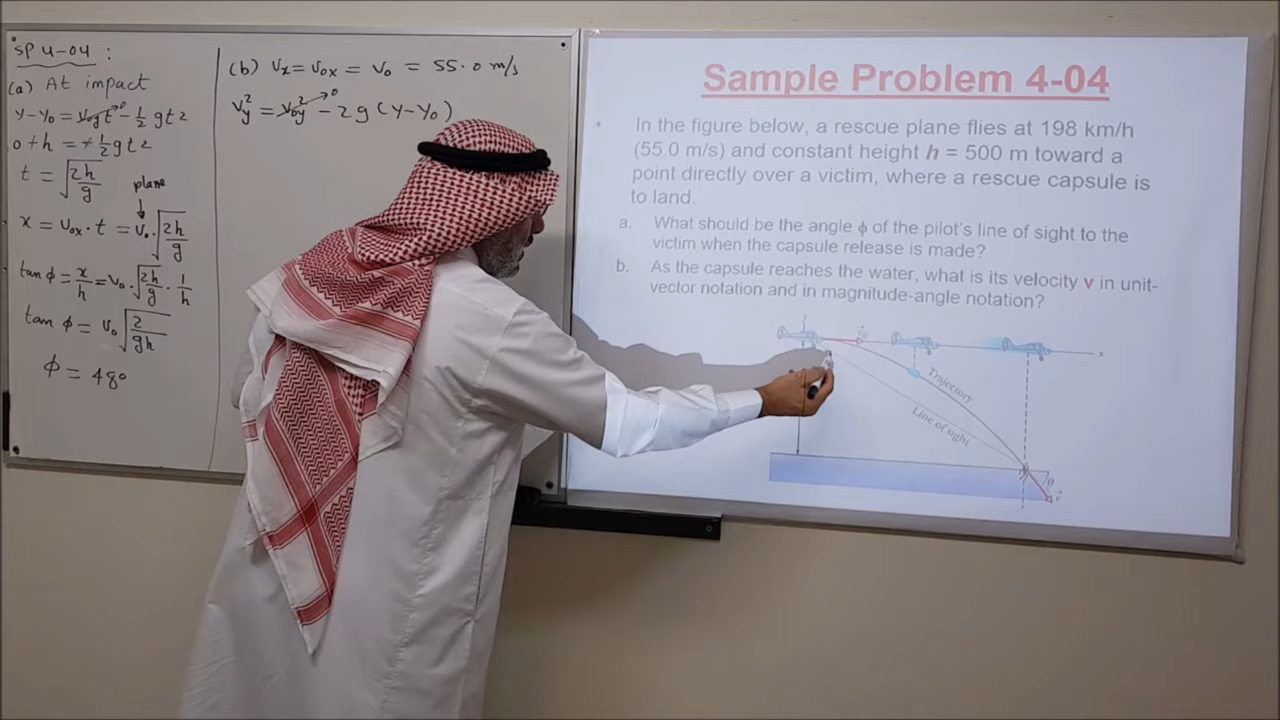 SP 4-04 :
(a) At impact
y-y₀ = v₀yt →0 - 1/2 gt²
0 + h = +1/2 gt²
t = √(2h/g)
plane
x = v₀ₓ · t = v₀ · √(2h/g)
tan ϕ = x/h = v₀ · √(2h/g) · 1/h
tan ϕ = v₀ √(2/gh)
ϕ = 48°
(b) vₓ = v₀ₓ = v₀ = 55.0 m/s
v_y² = v₀y² →0 - 2g (y-y₀)
Sample Problem 4-04
• In the figure below, a rescue plane flies at 198 km/h
(55.0 m/s) and constant height h = 500 m toward a
point directly over a victim, where a rescue capsule is
to land.
a. What should be the angle ϕ of the pilot's line of sight to the
victim when the capsule release is made?
b. As the capsule reaches the water, what is its velocity v in unit-
vector notation and in magnitude-angle notation?
y
v₀
x
Trajectory
Line of sight
θ
v